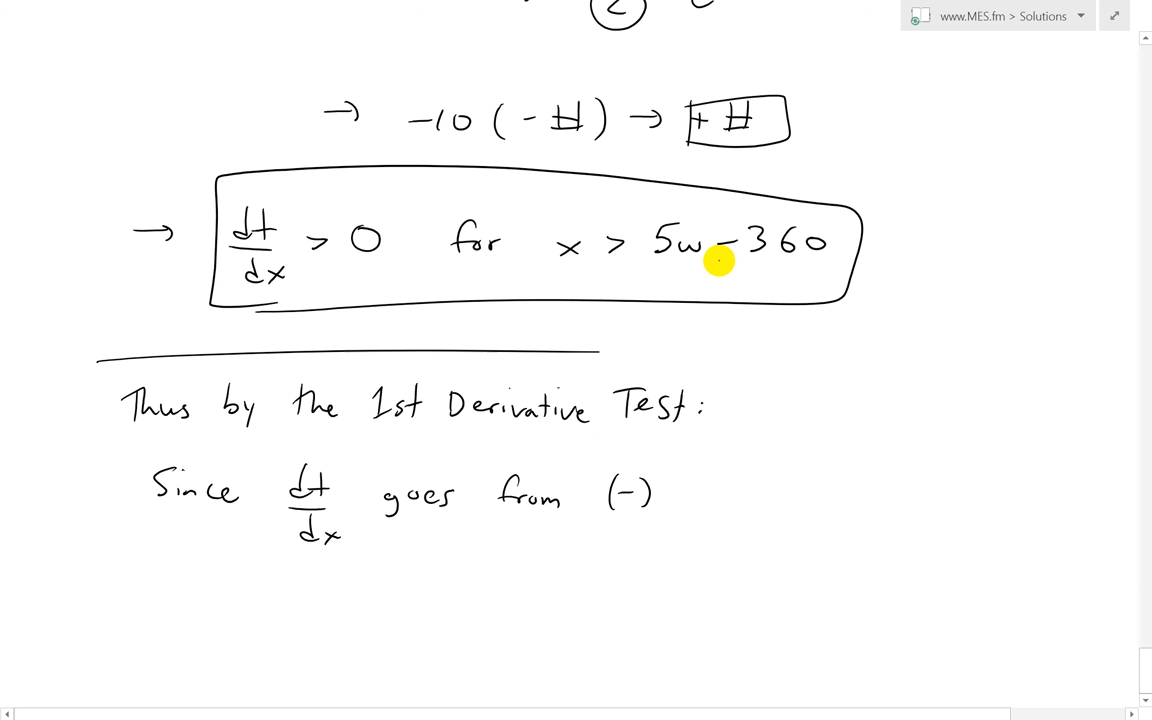 www.MES.fm > Solutions
→ -10 (- #) → + #
→ dt/dx > 0 for x > 5w - 360
Thus by the 1st Derivative Test:
Since dt/dx goes from (-)